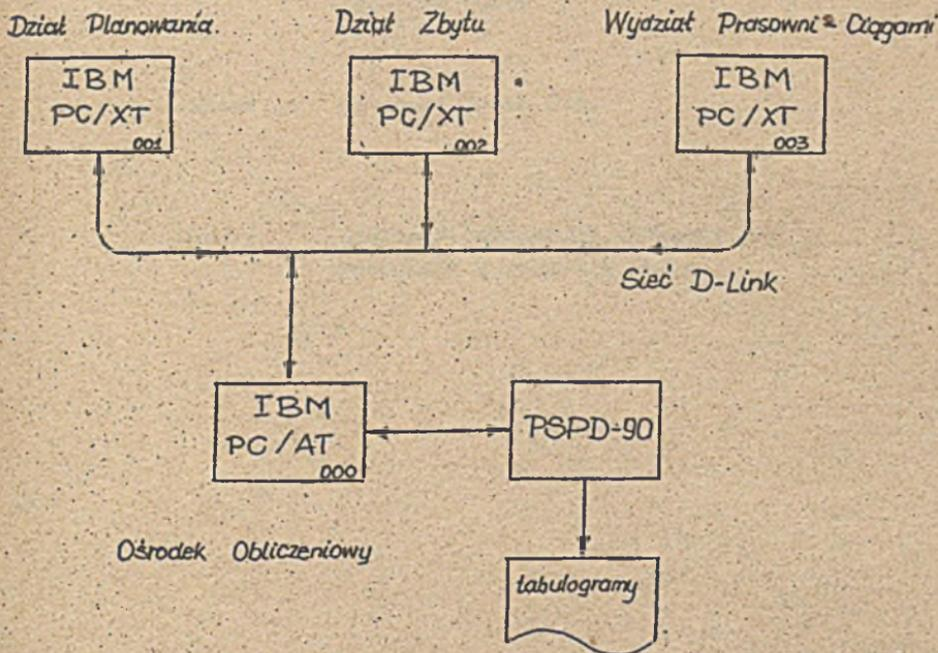 Dział Planowania.
Dział Zbytu
Wydział Prasowni - Ciągarni
IBM
PC/XT
001
IBM
PC/XT
002
IBM
PC/XT
003
Sieć D-Link
IBM
PC/AT
000
PSPD-90
Ośrodek Obliczeniowy
tabulogramy